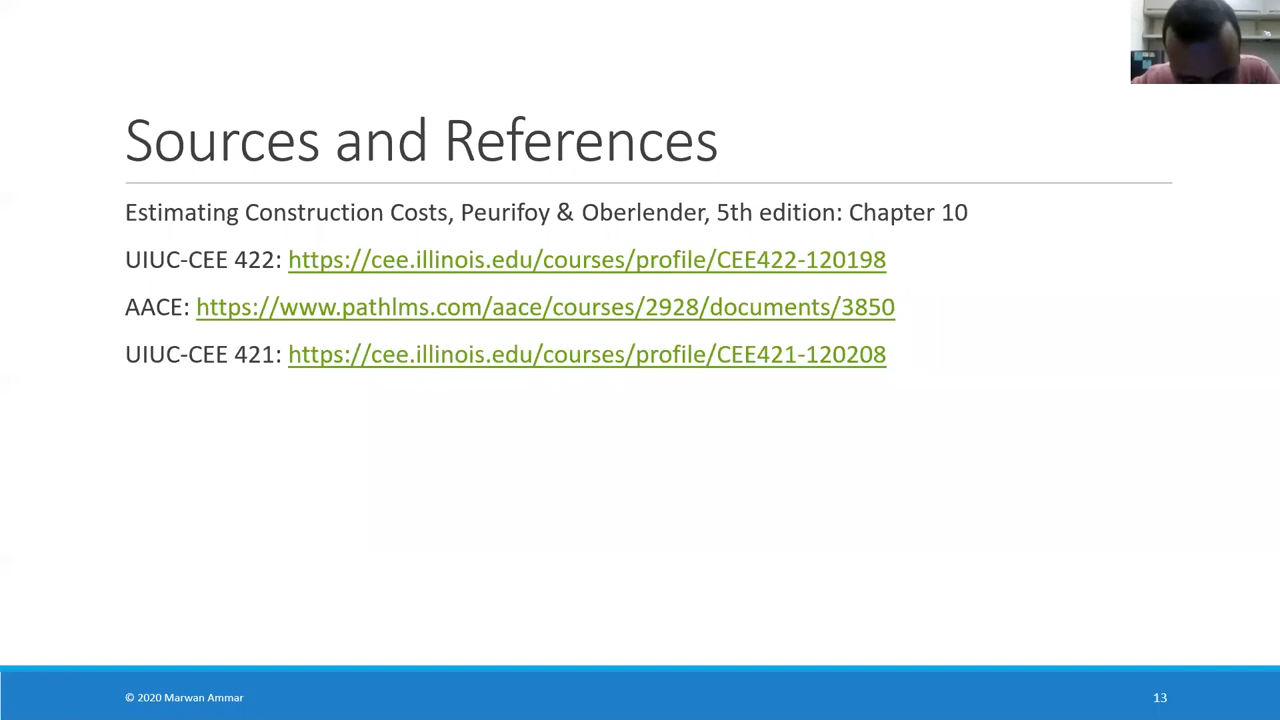 Sources and References
Estimating Construction Costs, Peurifoy & Oberlender, 5th edition: Chapter 10
UIUC-CEE 422: https://cee.illinois.edu/courses/profile/CEE422-120198
AACE: https://www.pathlms.com/aace/courses/2928/documents/3850
UIUC-CEE 421: https://cee.illinois.edu/courses/profile/CEE421-120208
© 2020 Marwan Ammar
13